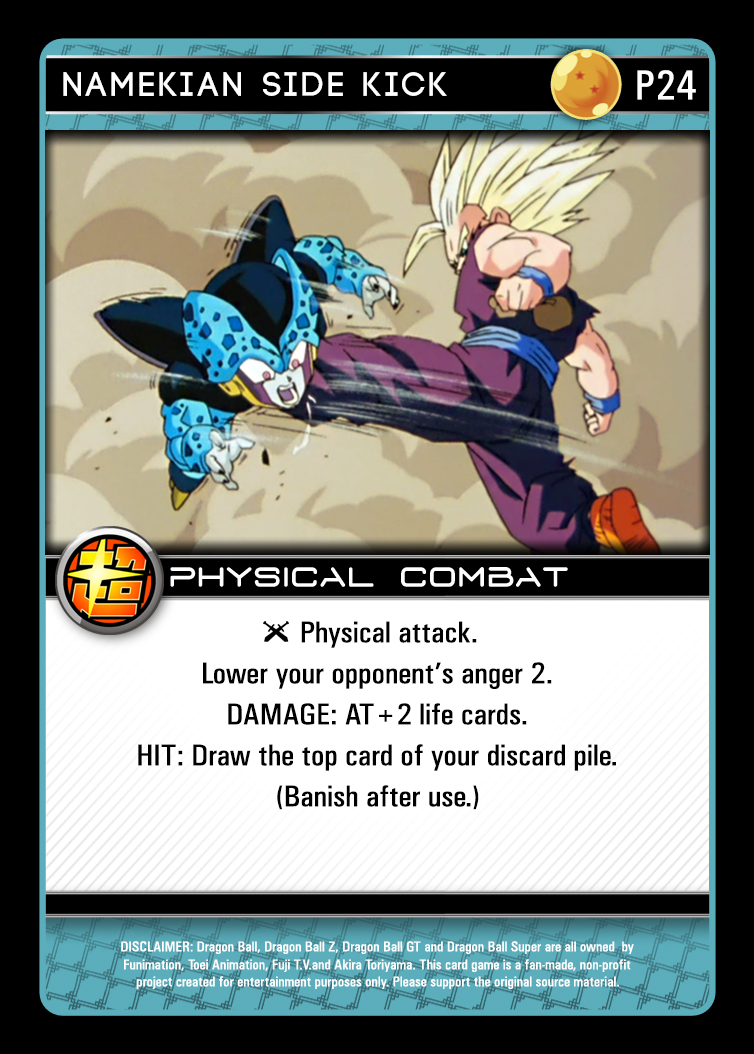 NAMEKIAN SIDE KICK
P24
PHYSICAL COMBAT
Physical attack.
Lower your opponent's anger 2.
DAMAGE: AT + 2 life cards.
HIT: Draw the top card of your discard pile.
(Banish after use.)
DISCLAIMER: Dragon Ball, Dragon Ball Z, Dragon Ball GT and Dragon Ball Super are all owned by
Funimation, Toei Animation, Fuji T.V.and Akira Toriyama. This card game is a fan-made, non-profit
project created for entertainment purposes only. Please support the original source material.